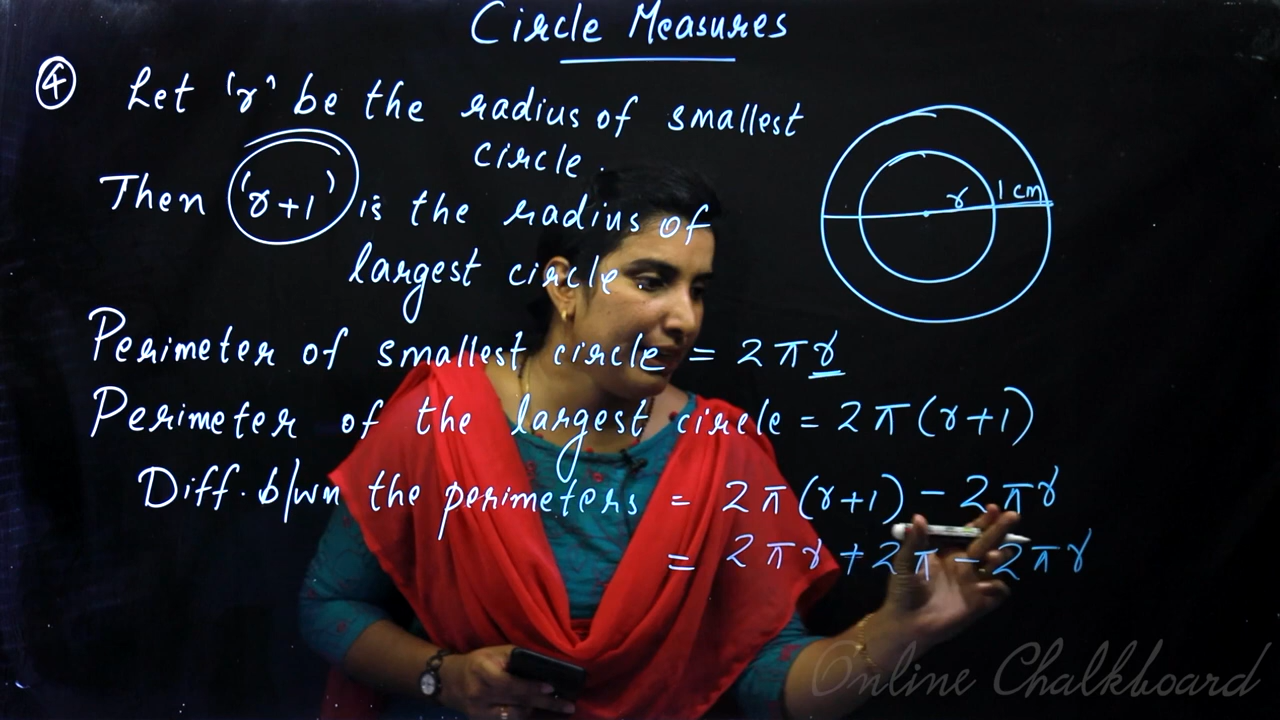 Circle Measures
④ Let 'r' be the radius of smallest
circle.
Then 'r+1' is the radius of
largest circle.
r 1 cm
Perimeter of smallest circle = 2πr
Perimeter of the largest circle = 2π(r+1)
Diff. b/wn the perimeters = 2π(r+1) - 2πr
= 2πr + 2π - 2πr
Online Chalkboard